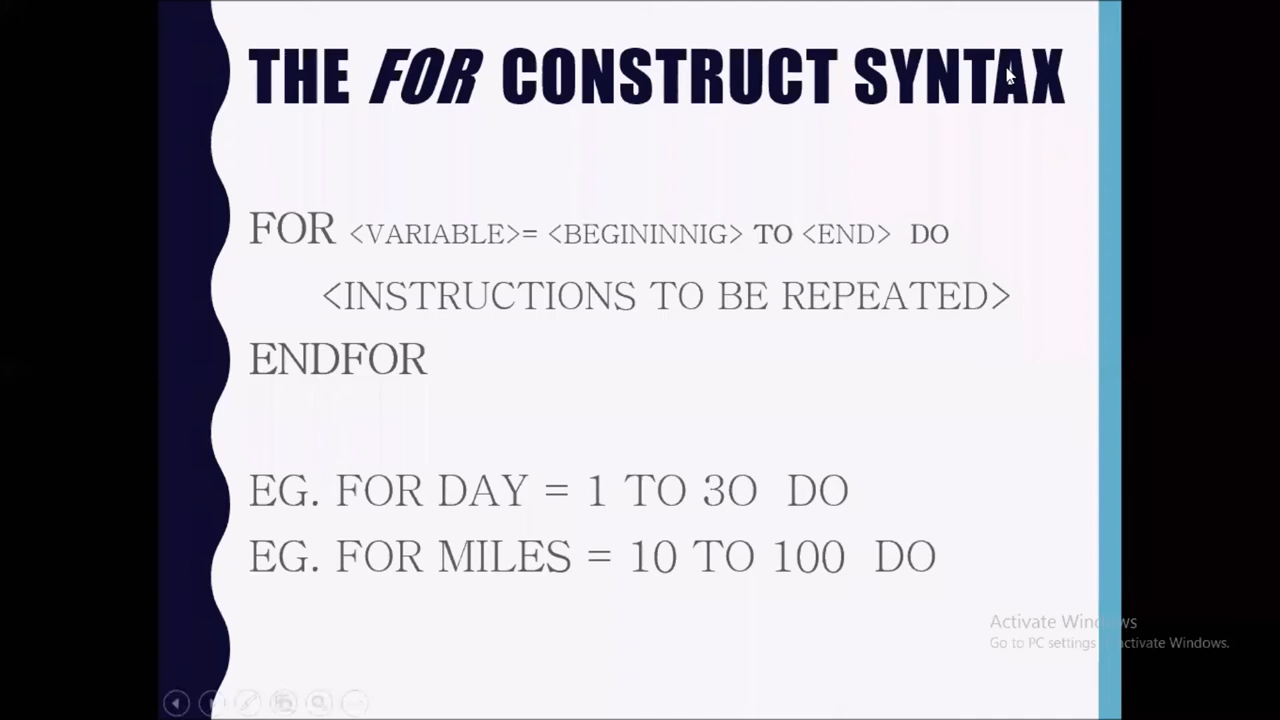 THE FOR CONSTRUCT SYNTAX
FOR <VARIABLE>= <BEGININNIG> TO <END> DO
<INSTRUCTIONS TO BE REPEATED>
ENDFOR
EG. FOR DAY = 1 TO 3O DO
EG. FOR MILES = 10 TO 100 DO
Activate Windows
Go to PC settings to activate Windows.